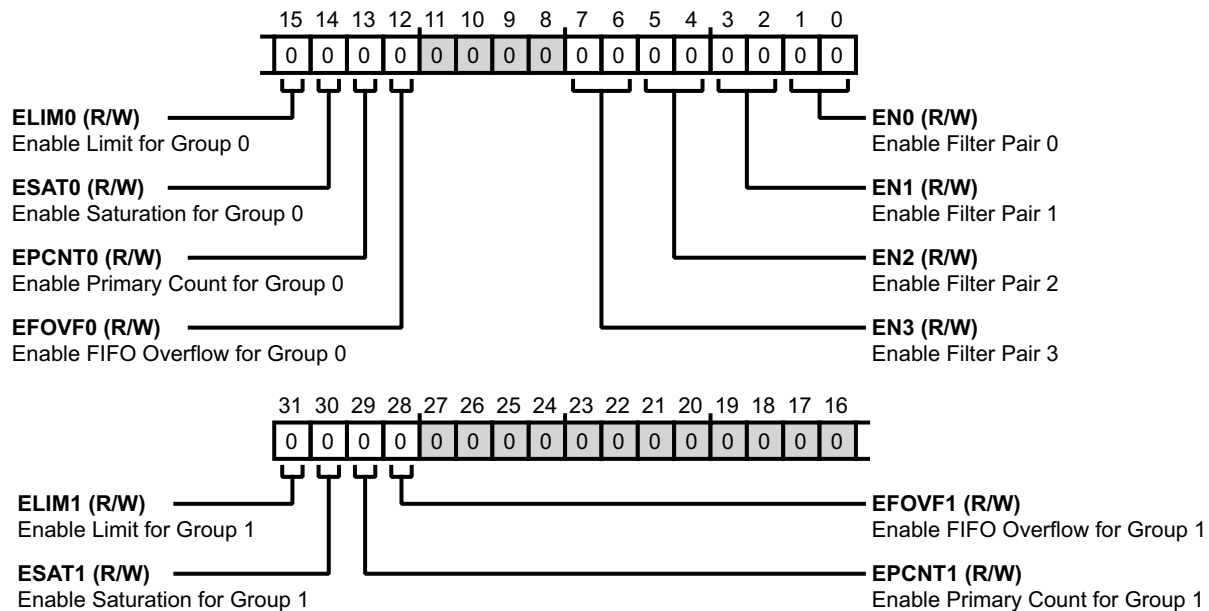 15 14 13 12 11 10 9 8 7 6 5 4 3 2 1 0
0 0 0 0 0 0 0 0 0 0 0 0 0 0 0 0
ELIM0 (R/W)
Enable Limit for Group 0
ESAT0 (R/W)
Enable Saturation for Group 0
EPCNT0 (R/W)
Enable Primary Count for Group 0
EFOVF0 (R/W)
Enable FIFO Overflow for Group 0
EN0 (R/W)
Enable Filter Pair 0
EN1 (R/W)
Enable Filter Pair 1
EN2 (R/W)
Enable Filter Pair 2
EN3 (R/W)
Enable Filter Pair 3
31 30 29 28 27 26 25 24 23 22 21 20 19 18 17 16
0 0 0 0 0 0 0 0 0 0 0 0 0 0 0 0
ELIM1 (R/W)
Enable Limit for Group 1
ESAT1 (R/W)
Enable Saturation for Group 1
EFOVF1 (R/W)
Enable FIFO Overflow for Group 1
EPCNT1 (R/W)
Enable Primary Count for Group 1